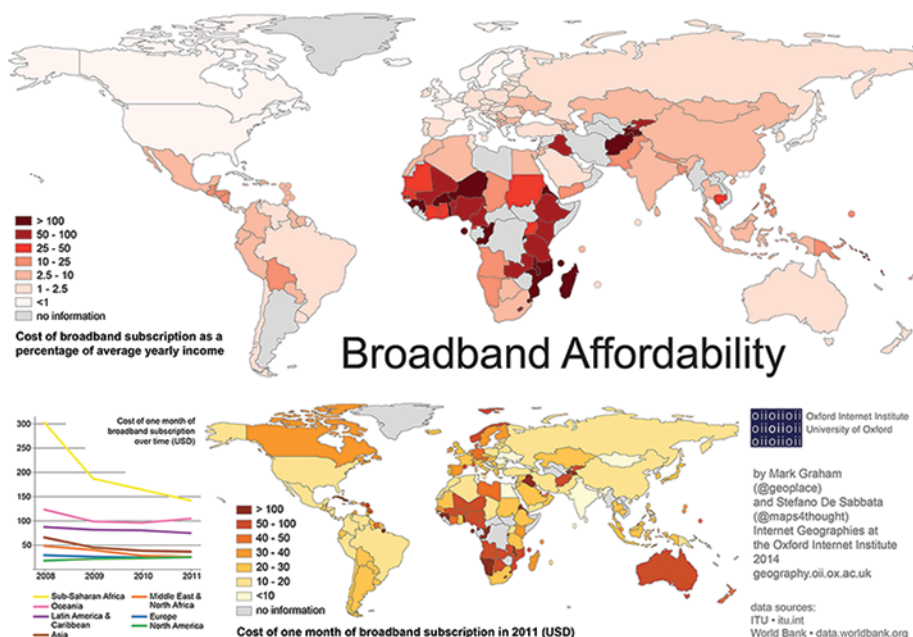 > 100
50 - 100
25 - 50
10 - 25
2.5 - 10
1 - 2.5
<1
no information
Cost of broadband subscription as a
percentage of average yearly income
Broadband Affordability
Cost of one month of
broadband subscription
over time (USD)
300
250
200
150
100
50
2008
2009
2010
2011
Sub-Saharan Africa
Oceania
Latin America &
Caribbean
Asia
Middle East &
North Africa
Europe
North America
> 100
50 - 100
40 - 50
30 - 40
20 - 30
10 - 20
<10
no information
Cost of one month of broadband subscription in 2011 (USD)
oiioiioii
oiioiioii
oiioiioii
Oxford Internet Institute
University of Oxford
by Mark Graham
(@geoplace)
and Stefano De Sabbata
(@maps4thought)
Internet Geographies at
the Oxford Internet Institute
2014
geography.oii.ox.ac.uk
data sources:
ITU • itu.int
World Bank • data.worldbank.org